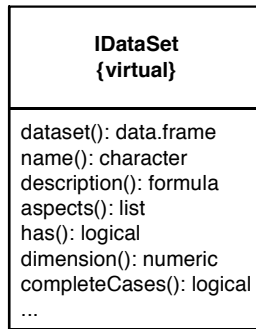 IDataSet
{virtual}
dataset(): data.frame
name(): character
description(): formula
aspects(): list
has(): logical
dimension(): numeric
completeCases(): logical
...